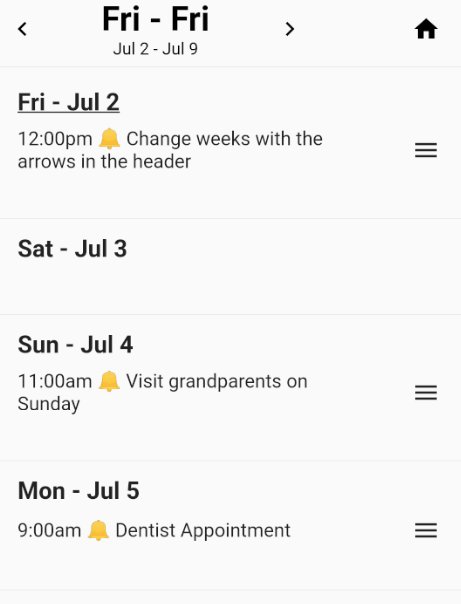 Fri - Fri
Jul 2 - Jul 9
Fri - Jul 2
12:00pm 🔔 Change weeks with the
arrows in the header
Sat - Jul 3
Sun - Jul 4
11:00am 🔔 Visit grandparents on
Sunday
Mon - Jul 5
9:00am 🔔 Dentist Appointment